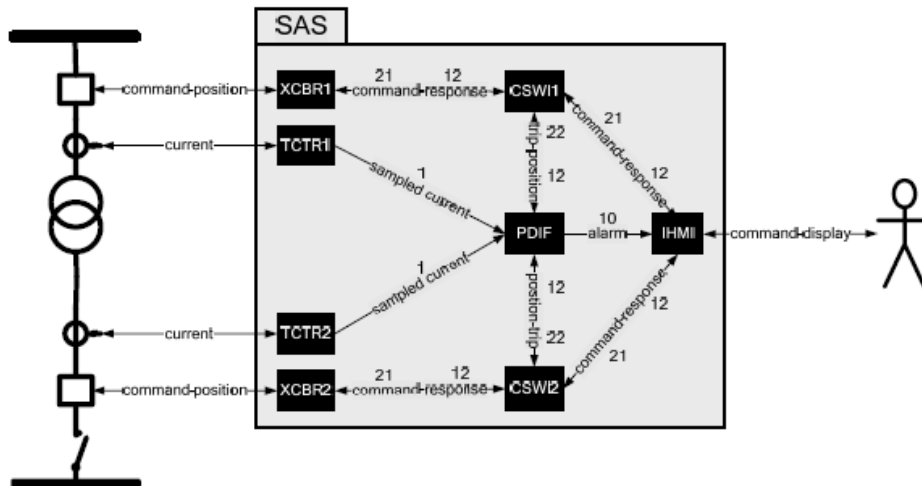 SAS
command-position
XCBR1
21
12
command-response
CSWI1
current
TCTR1
1
sampled current
22
trip-position
12
21
command-response
12
PDIF
10
alarm
IHMI
command-display
1
sampled current
12
postion-trip
22
command-response
12
21
current
TCTR2
command-position
XCBR2
21
12
command-response
CSWI2